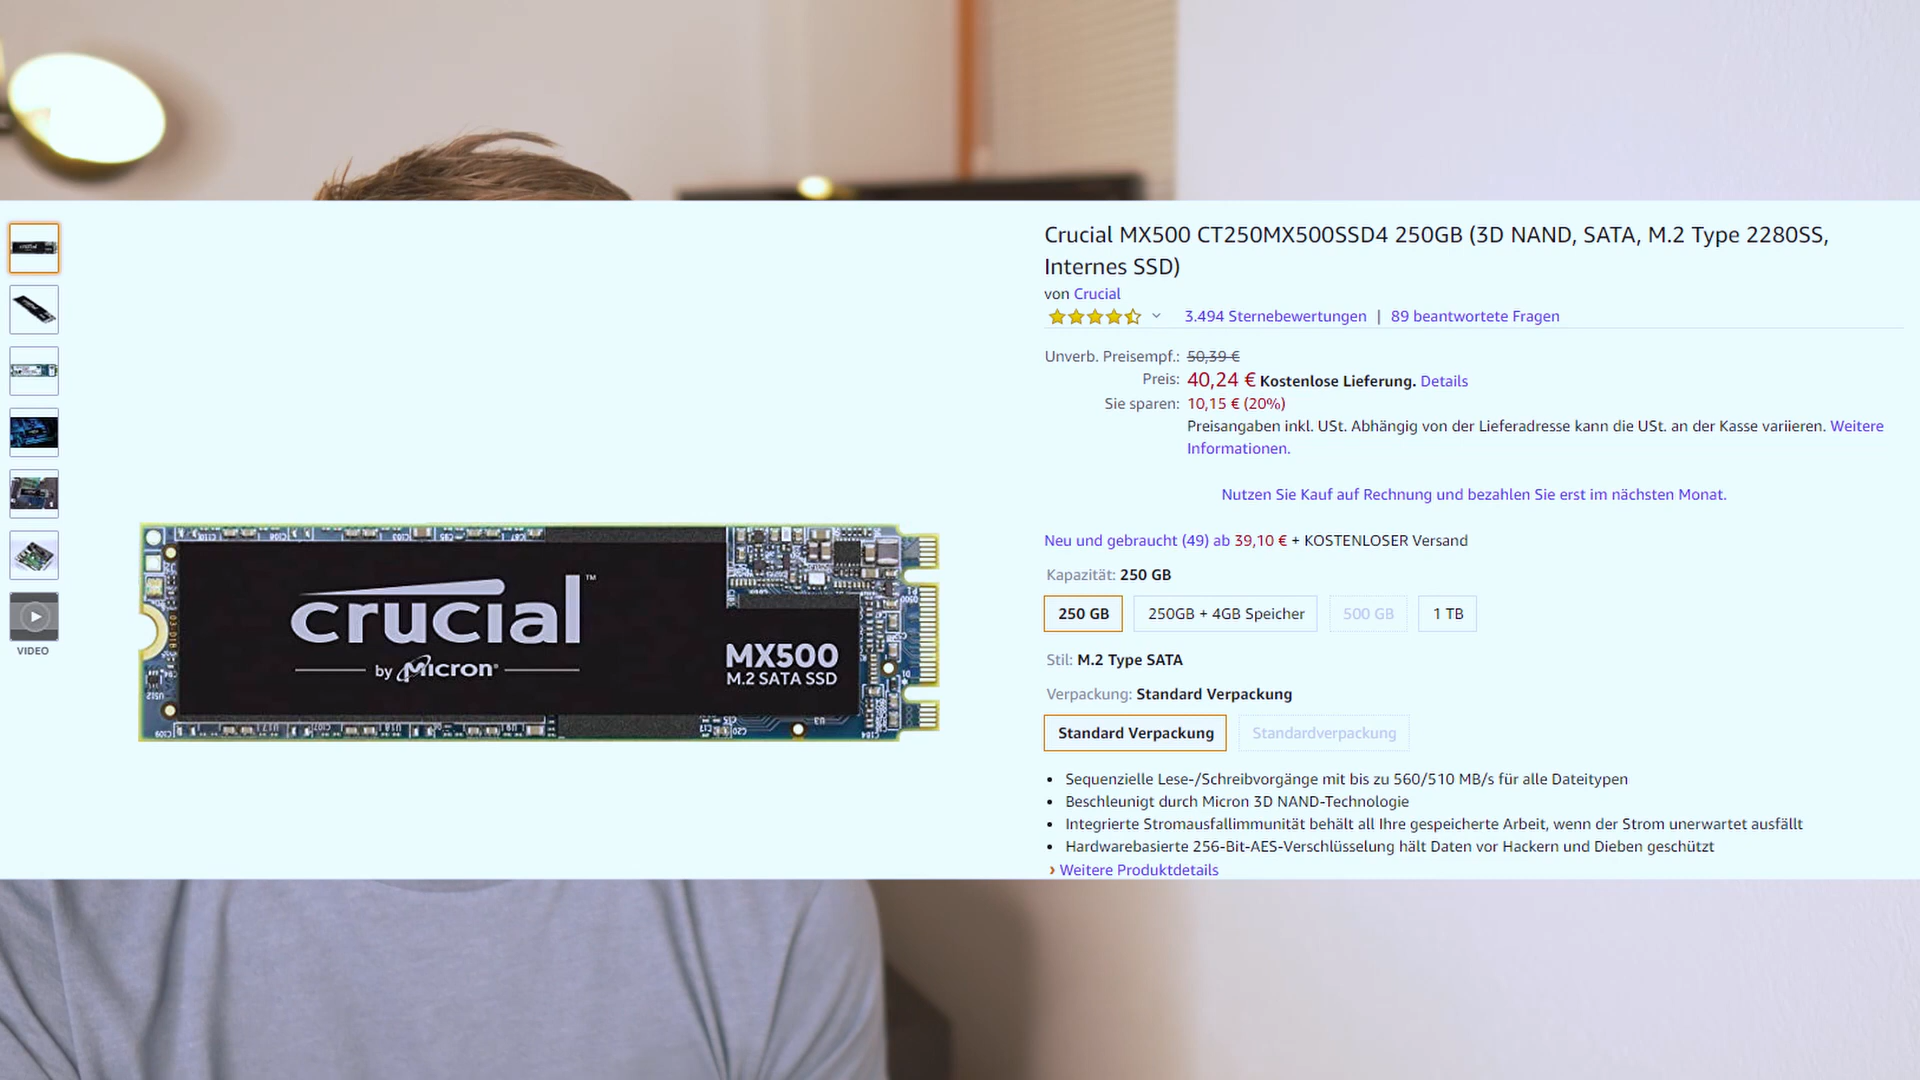 Crucial MX500 CT250MX500SSD4 250GB (3D NAND, SATA, M.2 Type 2280SS,
Internes SSD)
von Crucial
3.494 Sternebewertungen | 89 beantwortete Fragen
Unverb. Preisempf.: 50,39 €
Preis: 40,24 € Kostenlose Lieferung. Details
Sie sparen: 10,15 € (20%)
Preisangaben inkl. USt. Abhängig von der Lieferadresse kann die USt. an der Kasse variieren. Weitere
Informationen.
Nutzen Sie Kauf auf Rechnung und bezahlen Sie erst im nächsten Monat.
Neu und gebraucht (49) ab 39,10 € + KOSTENLOSER Versand
Kapazität: 250 GB
250 GB 250GB + 4GB Speicher 500 GB 1 TB
Stil: M.2 Type SATA
Verpackung: Standard Verpackung
Standard Verpackung Standardverpackung
• Sequenzielle Lese-/Schreibvorgänge mit bis zu 560/510 MB/s für alle Dateitypen
• Beschleunigt durch Micron 3D NAND-Technologie
• Integrierte Stromausfallimmunität behält all Ihre gespeicherte Arbeit, wenn der Strom unerwartet ausfällt
• Hardwarebasierte 256-Bit-AES-Verschlüsselung hält Daten vor Hackern und Dieben geschützt
› Weitere Produktdetails
VIDEO
crucial™
by Micron®
MX500
M.2 SATA SSD